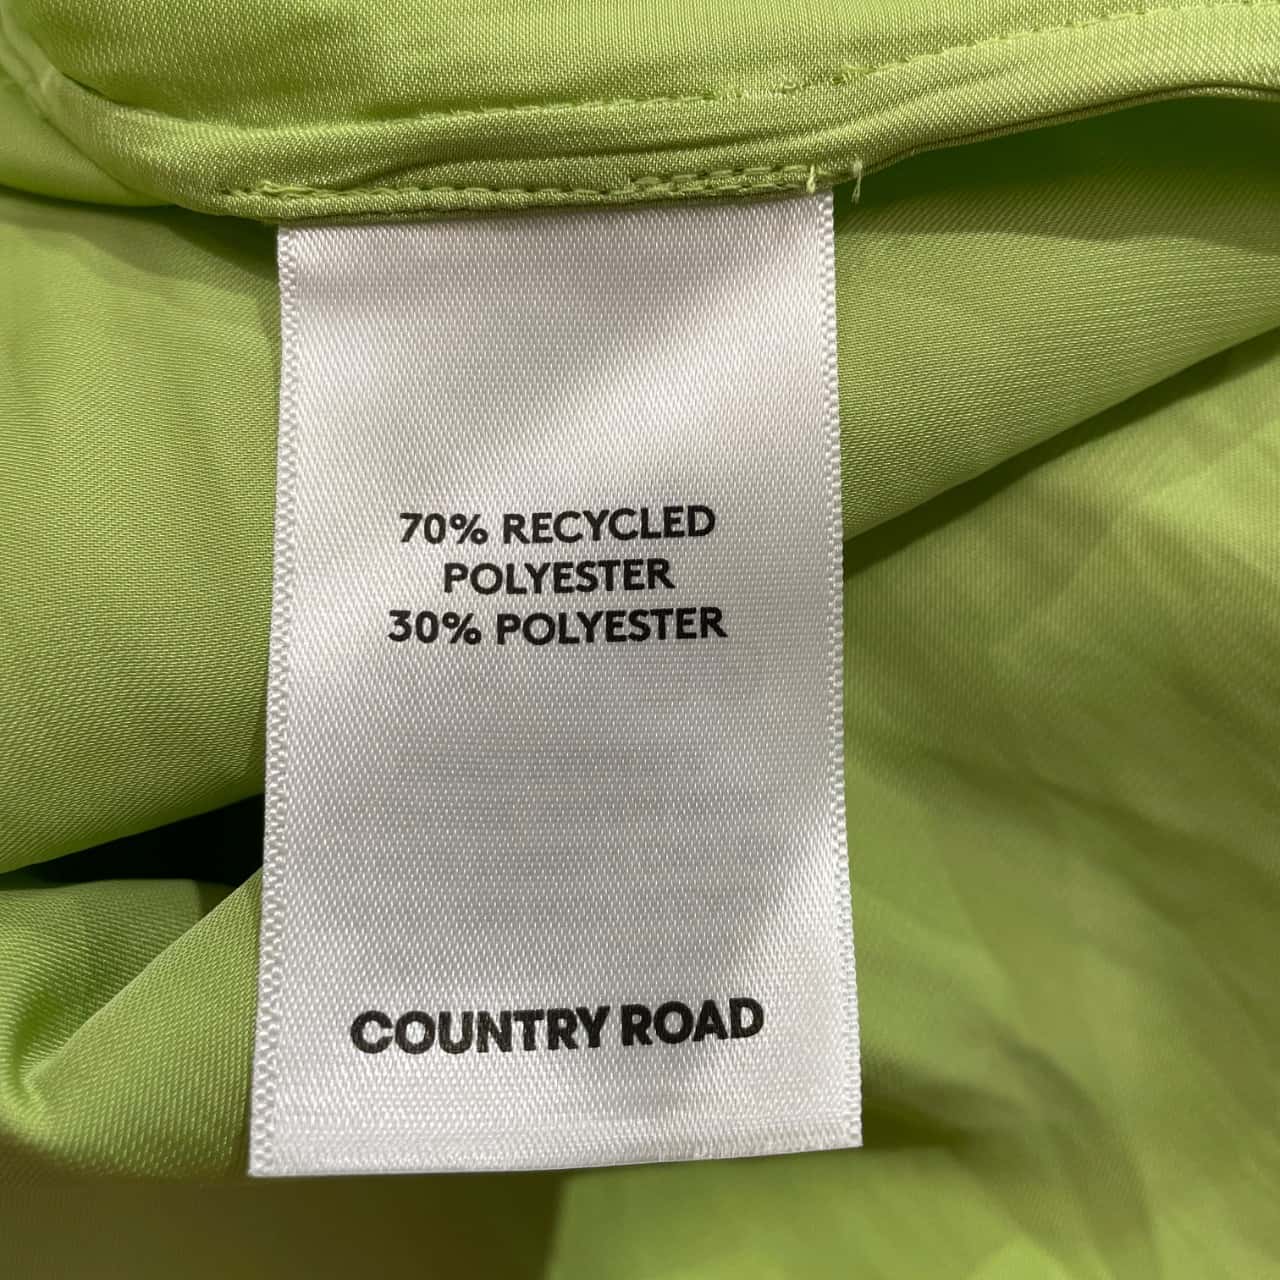 70% RECYCLED
POLYESTER
30% POLYESTER
COUNTRY ROAD